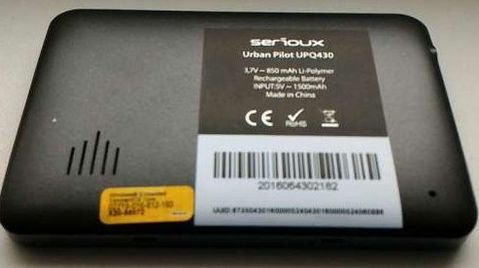 serioux
Urban Pilot UPQ430
3,7V ~ 850 mAh Li-Polymer
Rechargeable Battery
INPUT:5V ~ 1500mAh
Made in China
CE RoHS
2016064302182
UUID: